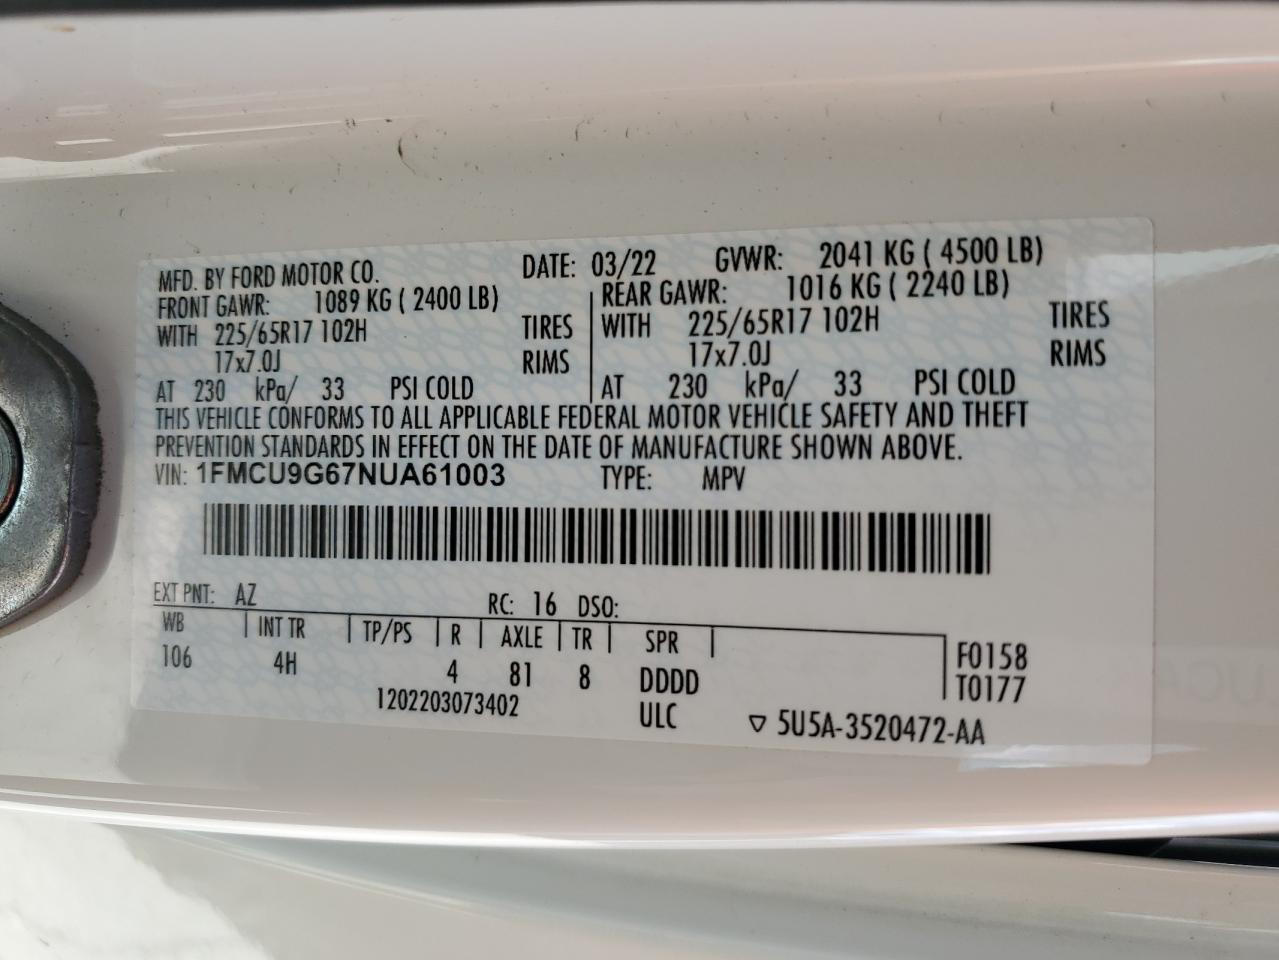 MFD. BY FORD MOTOR CO. DATE: 03/22 GVWR: 2041 KG ( 4500 LB)
FRONT GAWR: 1089 KG ( 2400 LB) REAR GAWR: 1016 KG ( 2240 LB)
WITH 225/65R17 102H TIRES WITH 225/65R17 102H TIRES
17x7.0J RIMS 17x7.0J RIMS
AT 230 kPa/ 33 PSI COLD AT 230 kPa/ 33 PSI COLD
THIS VEHICLE CONFORMS TO ALL APPLICABLE FEDERAL MOTOR VEHICLE SAFETY AND THEFT
PREVENTION STANDARDS IN EFFECT ON THE DATE OF MANUFACTURE SHOWN ABOVE.
VIN: 1FMCU9G67NUA61003 TYPE: MPV
EXT PNT: AZ RC: 16 DSO:
WB INT TR TP/PS R AXLE TR SPR F0158
106 4H 4 81 8 DDDD T0177
1202203073402 ULC ▽ 5U5A-3520472-AA